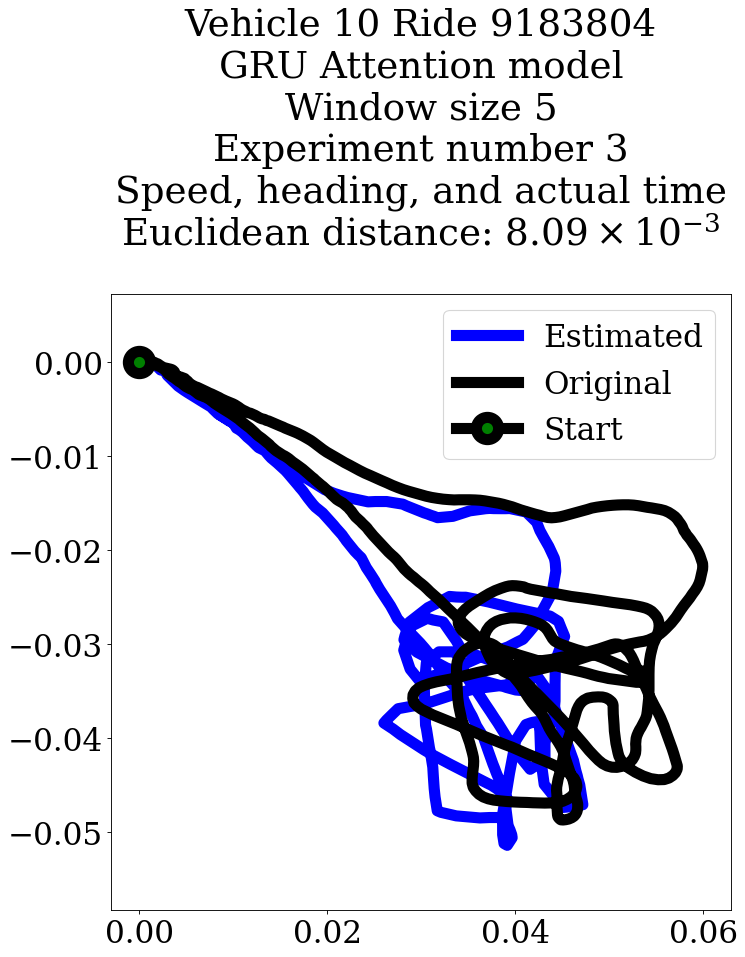 Vehicle 10 Ride 9183804
GRU Attention model
Window size 5
Experiment number 3
Speed, heading, and actual time
Euclidean distance: 8.09 × 10⁻³
Estimated
Original
Start
0.00
−0.01
−0.02
−0.03
−0.04
−0.05
0.00 0.02 0.04 0.06